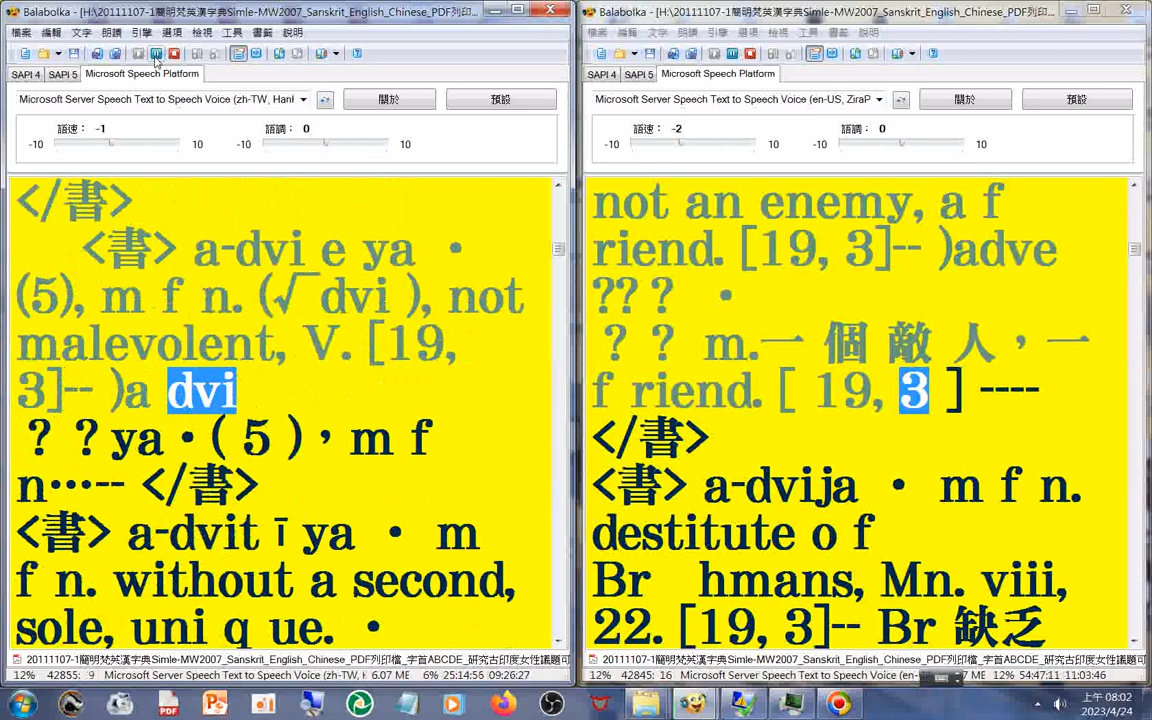 Balabolka - [H:\20111107-1簡明梵英漢字典Simle-MW2007_Sanskrit_English_Chinese_PDF列印...
檔案 編輯 文字 朗讀 引擎 選項 檢視 工具 書籤 說明
SAPI 4 SAPI 5 Microsoft Speech Platform
Microsoft Server Speech Text to Speech Voice (zh-TW, Hanl 關於 預設
語速： -1 語調： 0
-10 10 -10 10
</書>
<書> a-dvi e ya •
(5), m f n. (√ dvi ), not
malevolent, V. [19,
3]-- )a dvi
？？ya•( 5 )，m f
n…-- </書>
<書> a-dvit ī ya • m
f n. without a second,
sole, uni q ue. •
20111107-1簡明梵英漢字典Simle-MW2007_Sanskrit_English_Chinese_PDF列印檔_字首ABCDE_研究古印度女性議題可
12% 42855: 9 Microsoft Server Speech Text to Speech Voice (zh-TW, H 6.07 MB 6% 25:14:56 09:26:27
Balabolka - [H:\20111107-1簡明梵英漢字典Simle-MW2007_Sanskrit_English_Chinese_PDF列印...
檔案 編輯 文字 朗讀 引擎 選項 檢視 工具 書籤 說明
SAPI 4 SAPI 5 Microsoft Speech Platform
Microsoft Server Speech Text to Speech Voice (en-US, ZiraP 關於 預設
語速： -2 語調： 0
-10 10 -10 10
not an enemy, a f
riend. [19, 3]-- )adve
??？ •
？？ m.一 個 敵 人，一
f riend. [ 19, 3 ] ----
</書>
<書> a-dvija • m f n.
destitute o f
Br hmans, Mn. viii,
22. [19, 3]-- Br 缺乏
20111107-1簡明梵英漢字典Simle-MW2007_Sanskrit_English_Chinese_PDF列印檔_字首ABCDE_研究古印度女性議題可
12% 42845: 16 Microsoft Server Speech Text to Speech Voice 12% 54:47:11 11:03:46
上午 08:02
2023/4/24